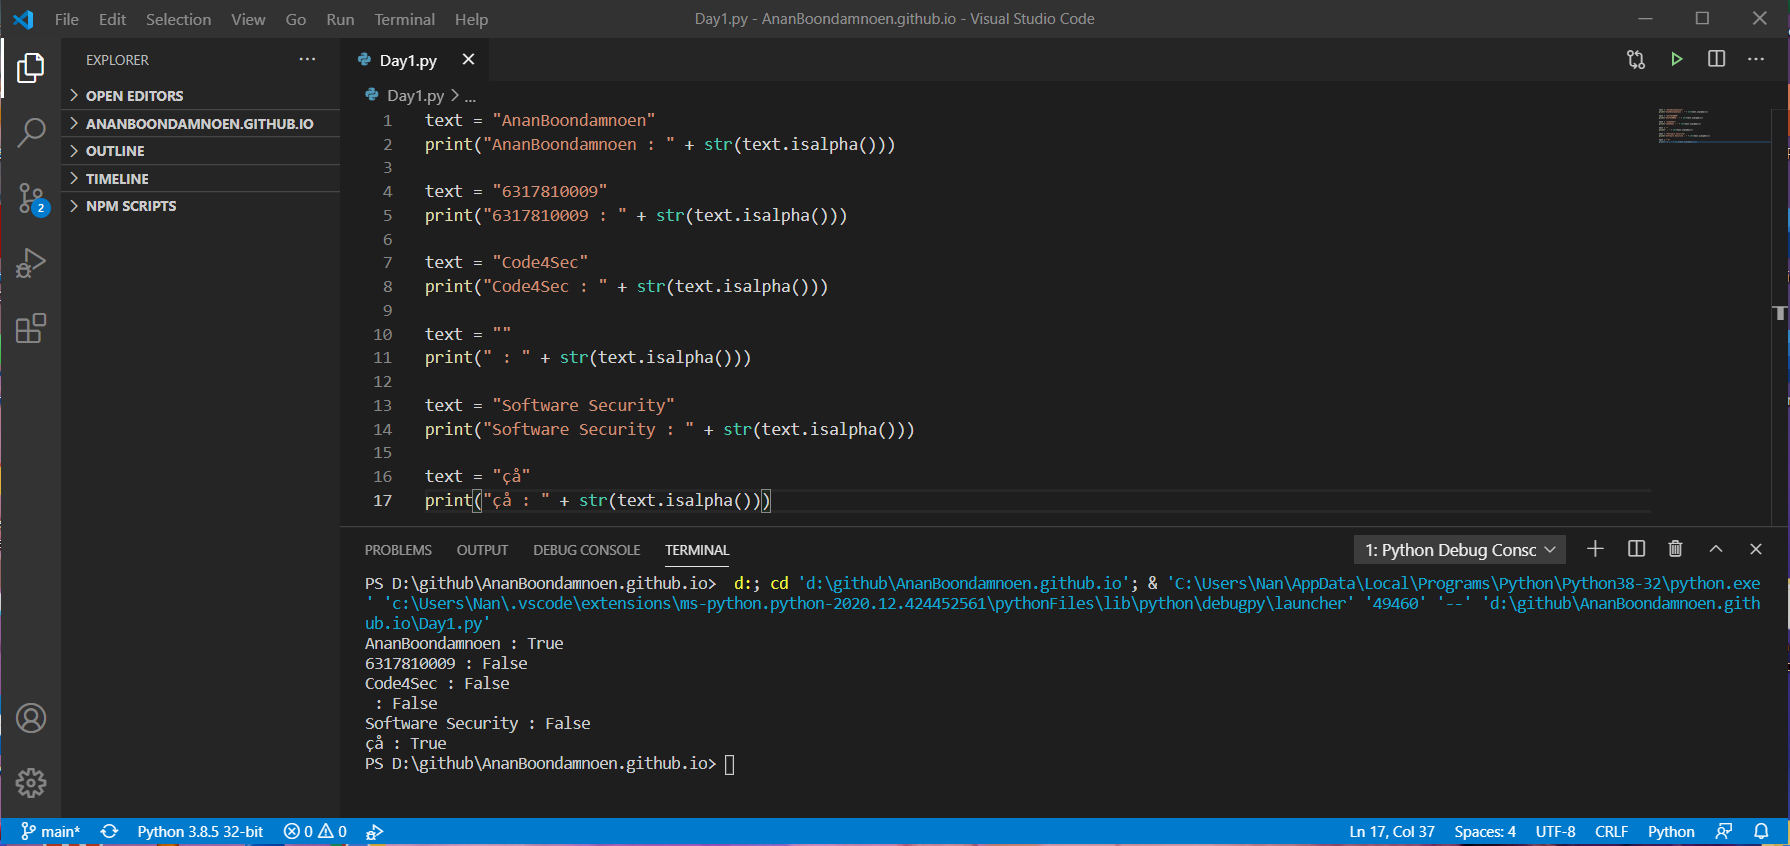 File Edit Selection View Go Run Terminal Help
Day1.py - AnanBoondamnoen.github.io - Visual Studio Code
EXPLORER
OPEN EDITORS
ANANBOONDAMNOEN.GITHUB.IO
OUTLINE
TIMELINE
NPM SCRIPTS
2
Day1.py
Day1.py > ...
1 text = "AnanBoondamnoen"
2 print("AnanBoondamnoen : " + str(text.isalpha()))
3
4 text = "6317810009"
5 print("6317810009 : " + str(text.isalpha()))
6
7 text = "Code4Sec"
8 print("Code4Sec : " + str(text.isalpha()))
9
10 text = ""
11 print(" : " + str(text.isalpha()))
12
13 text = "Software Security"
14 print("Software Security : " + str(text.isalpha()))
15
16 text = "çå"
17 print("çå : " + str(text.isalpha()))
PROBLEMS OUTPUT DEBUG CONSOLE TERMINAL
1: Python Debug Consc
PS D:\github\AnanBoondamnoen.github.io>  d:; cd 'd:\github\AnanBoondamnoen.github.io'; & 'C:\Users\Nan\AppData\Local\Programs\Python\Python38-32\python.exe
' 'c:\Users\Nan\.vscode\extensions\ms-python.python-2020.12.424452561\pythonFiles\lib\python\debugpy\launcher' '49460' '--' 'd:\github\AnanBoondamnoen.gith
ub.io\Day1.py'
AnanBoondamnoen : True
6317810009 : False
Code4Sec : False
 : False
Software Security : False
çå : True
PS D:\github\AnanBoondamnoen.github.io>
main* Python 3.8.5 32-bit 0 0 Ln 17, Col 37 Spaces: 4 UTF-8 CRLF Python